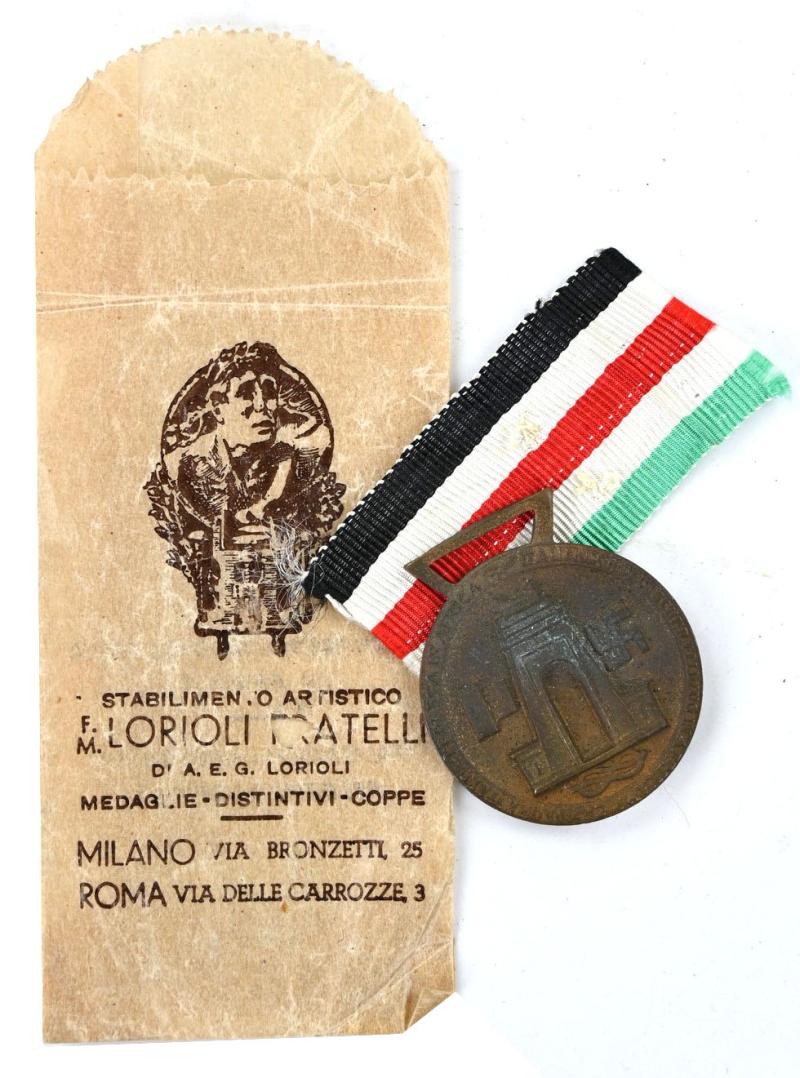 STABILIMENTO ARTISTICO
F.M. LORIOLI FRATELLI
DI A. E. G. LORIOLI
MEDAGLIE - DISTINTIVI - COPPE
MILANO VIA BRONZETTI, 25
ROMA VIA DELLE CARROZZE, 3